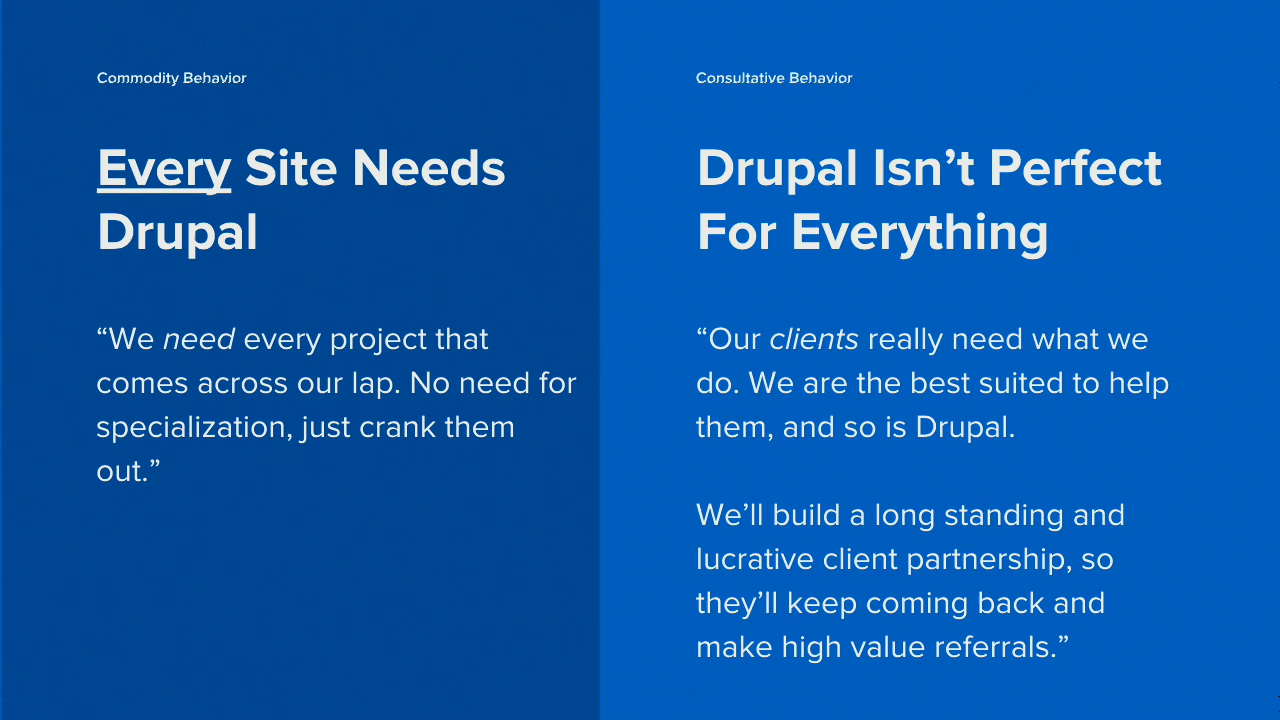 Commodity Behavior
Every Site Needs
Drupal
“We need every project that
comes across our lap. No need for
specialization, just crank them
out.”
Consultative Behavior
Drupal Isn’t Perfect
For Everything
“Our clients really need what we
do. We are the best suited to help
them, and so is Drupal.
We’ll build a long standing and
lucrative client partnership, so
they’ll keep coming back and
make high value referrals.”